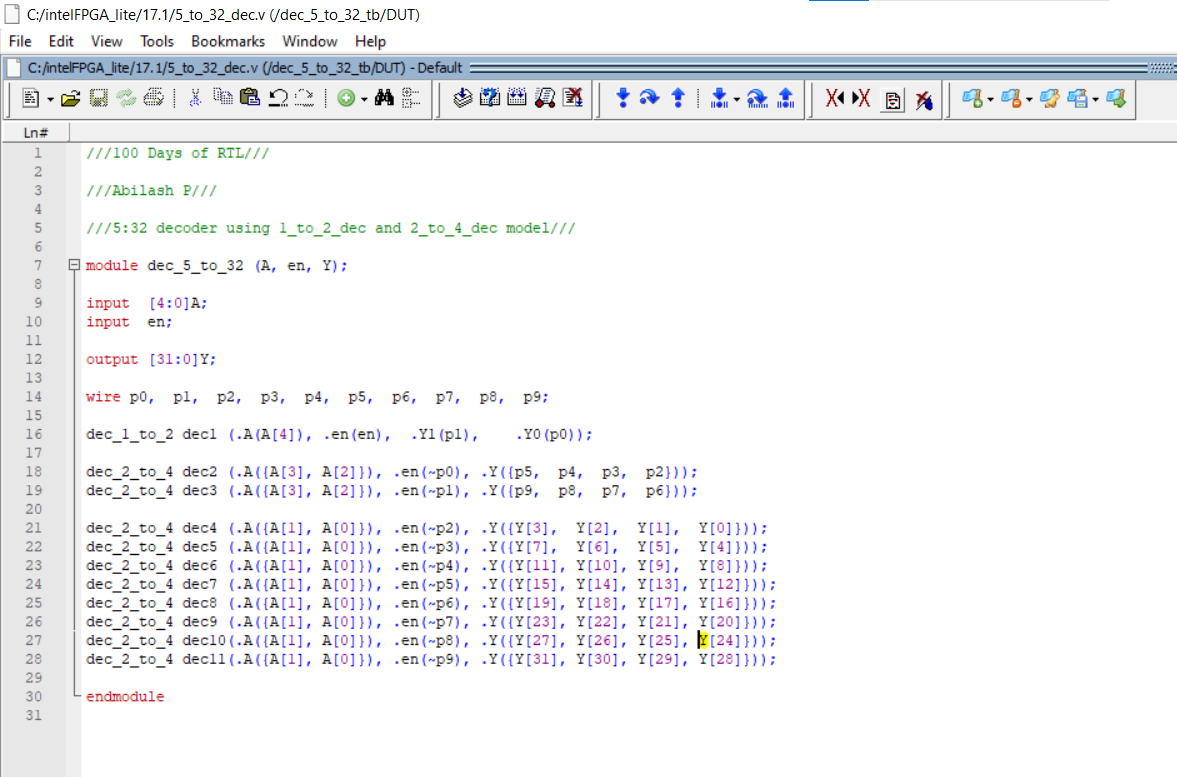 C:/intelFPGA_lite/17.1/5_to_32_dec.v (/dec_5_to_32_tb/DUT)
File Edit View Tools Bookmarks Window Help
C:/intelFPGA_lite/17.1/5_to_32_dec.v (/dec_5_to_32_tb/DUT) - Default
Ln#
1 ///100 Days of RTL///
2
3 ///Abilash P///
4
5 ///5:32 decoder using 1_to_2_dec and 2_to_4_dec model///
6
7 module dec_5_to_32 (A, en, Y);
8
9 input [4:0]A;
10 input en;
11
12 output [31:0]Y;
13
14 wire p0, p1, p2, p3, p4, p5, p6, p7, p8, p9;
15
16 dec_1_to_2 dec1 (.A(A[4]), .en(en), .Y1(p1), .Y0(p0));
17
18 dec_2_to_4 dec2 (.A({A[3], A[2]}), .en(~p0), .Y({p5, p4, p3, p2}));
19 dec_2_to_4 dec3 (.A({A[3], A[2]}), .en(~p1), .Y({p9, p8, p7, p6}));
20
21 dec_2_to_4 dec4 (.A({A[1], A[0]}), .en(~p2), .Y({Y[3], Y[2], Y[1], Y[0]}));
22 dec_2_to_4 dec5 (.A({A[1], A[0]}), .en(~p3), .Y({Y[7], Y[6], Y[5], Y[4]}));
23 dec_2_to_4 dec6 (.A({A[1], A[0]}), .en(~p4), .Y({Y[11], Y[10], Y[9], Y[8]}));
24 dec_2_to_4 dec7 (.A({A[1], A[0]}), .en(~p5), .Y({Y[15], Y[14], Y[13], Y[12]}));
25 dec_2_to_4 dec8 (.A({A[1], A[0]}), .en(~p6), .Y({Y[19], Y[18], Y[17], Y[16]}));
26 dec_2_to_4 dec9 (.A({A[1], A[0]}), .en(~p7), .Y({Y[23], Y[22], Y[21], Y[20]}));
27 dec_2_to_4 dec10(.A({A[1], A[0]}), .en(~p8), .Y({Y[27], Y[26], Y[25], Y[24]}));
28 dec_2_to_4 dec11(.A({A[1], A[0]}), .en(~p9), .Y({Y[31], Y[30], Y[29], Y[28]}));
29
30 endmodule
31